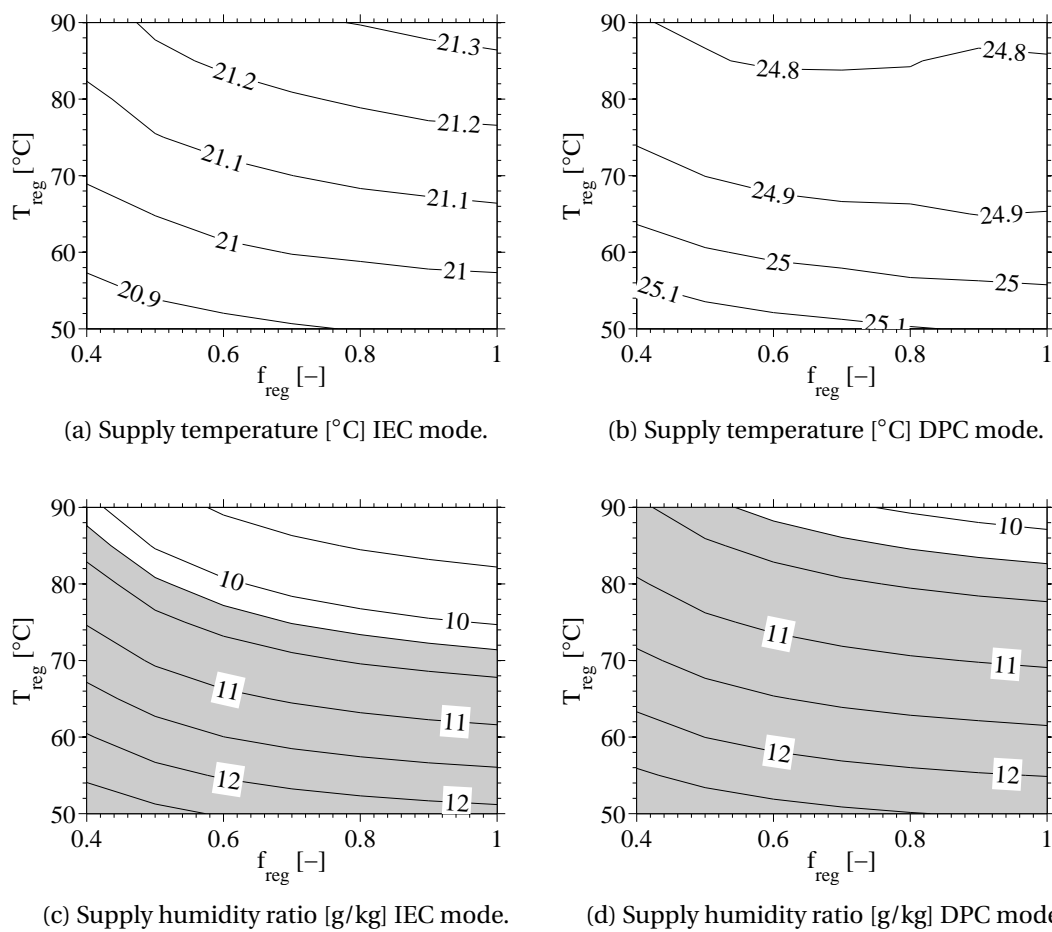 90
80
70
60
50
T_reg [°C]
21.3
21.2
21.2
21.1
21.1
21
21
20.9
0.4 0.6 0.8 1
f_reg [–]
(a) Supply temperature [°C] IEC mode.
90
80
70
60
50
T_reg [°C]
24.8
24.8
24.9
24.9
25
25
25.1
25.1
0.4 0.6 0.8 1
f_reg [–]
(b) Supply temperature [°C] DPC mode.
90
80
70
60
50
T_reg [°C]
10
10
11
11
12
12
0.4 0.6 0.8 1
f_reg [–]
(c) Supply humidity ratio [g/kg] IEC mode.
90
80
70
60
50
T_reg [°C]
10
11
11
12
12
0.4 0.6 0.8 1
f_reg [–]
(d) Supply humidity ratio [g/kg] DPC mode